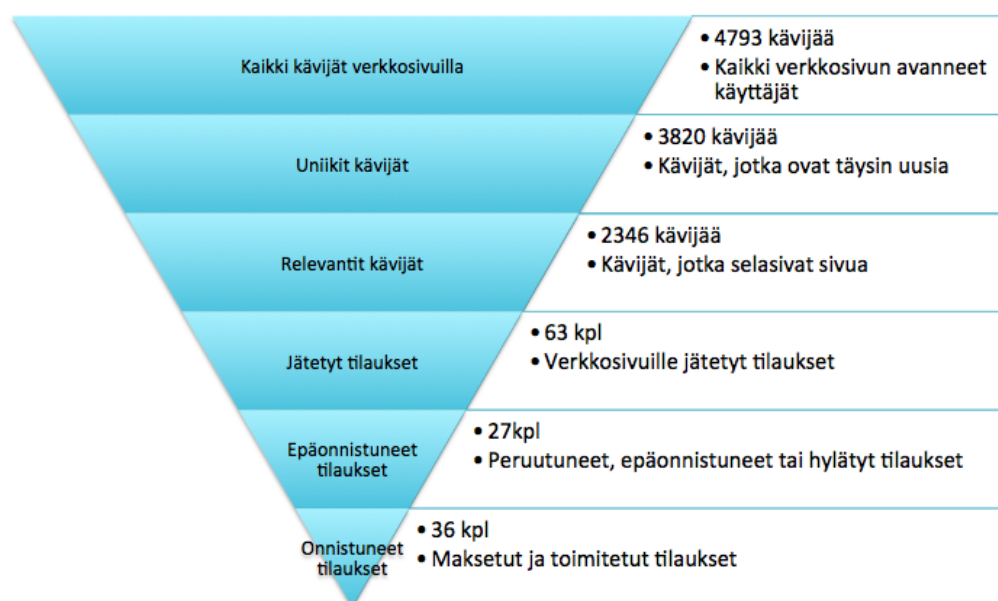 Kaikki kävijät verkkosivuilla
• 4793 kävijää
• Kaikki verkkosivun avanneet
käyttäjät
Uniikit kävijät
• 3820 kävijää
• Kävijät, jotka ovat täysin uusia
Relevantit kävijät
• 2346 kävijää
• Kävijät, jotka selasivat sivua
Jätetyt tilaukset
• 63 kpl
• Verkkosivuille jätetyt tilaukset
Epäonnistuneet
tilaukset
• 27kpl
• Peruutuneet, epäonnistuneet tai hylätyt tilaukset
Onnistuneet
tilaukset
• 36 kpl
• Maksetut ja toimitetut tilaukset